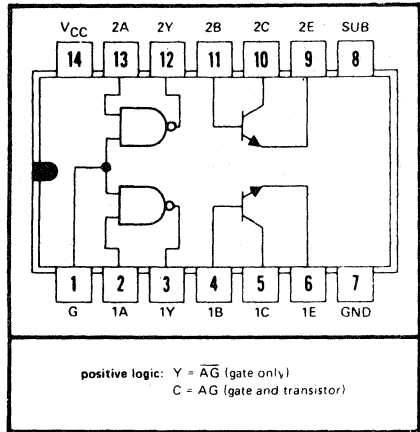 VCC 2A 2Y 2B 2C 2E SUB
14 13 12 11 10 9 8
1 2 3 4 5 6 7
G 1A 1Y 1B 1C 1E GND
positive logic: Y = A̅G̅ (gate only)
C = AG (gate and transistor)